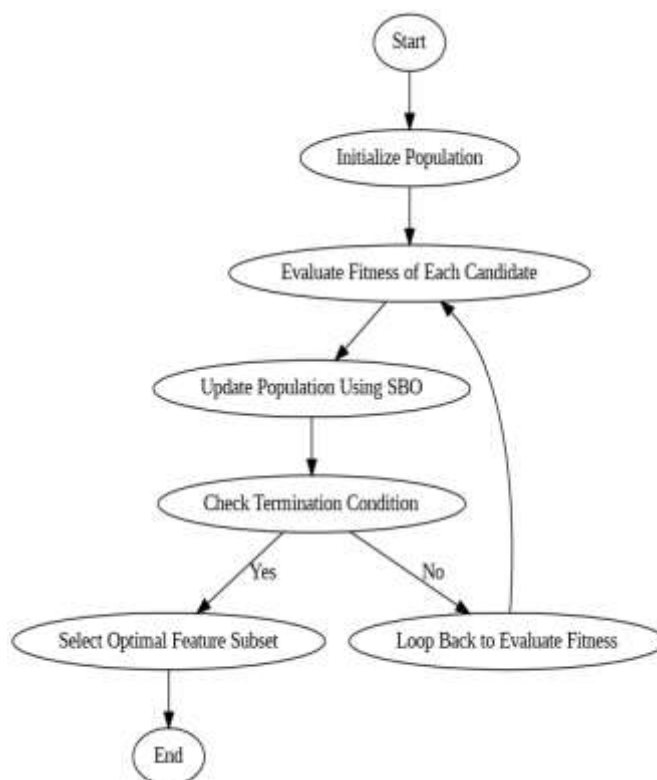 Start
Initialize Population
Evaluate Fitness of Each Candidate
Update Population Using SBO
Check Termination Condition
Yes
No
Select Optimal Feature Subset
Loop Back to Evaluate Fitness
End